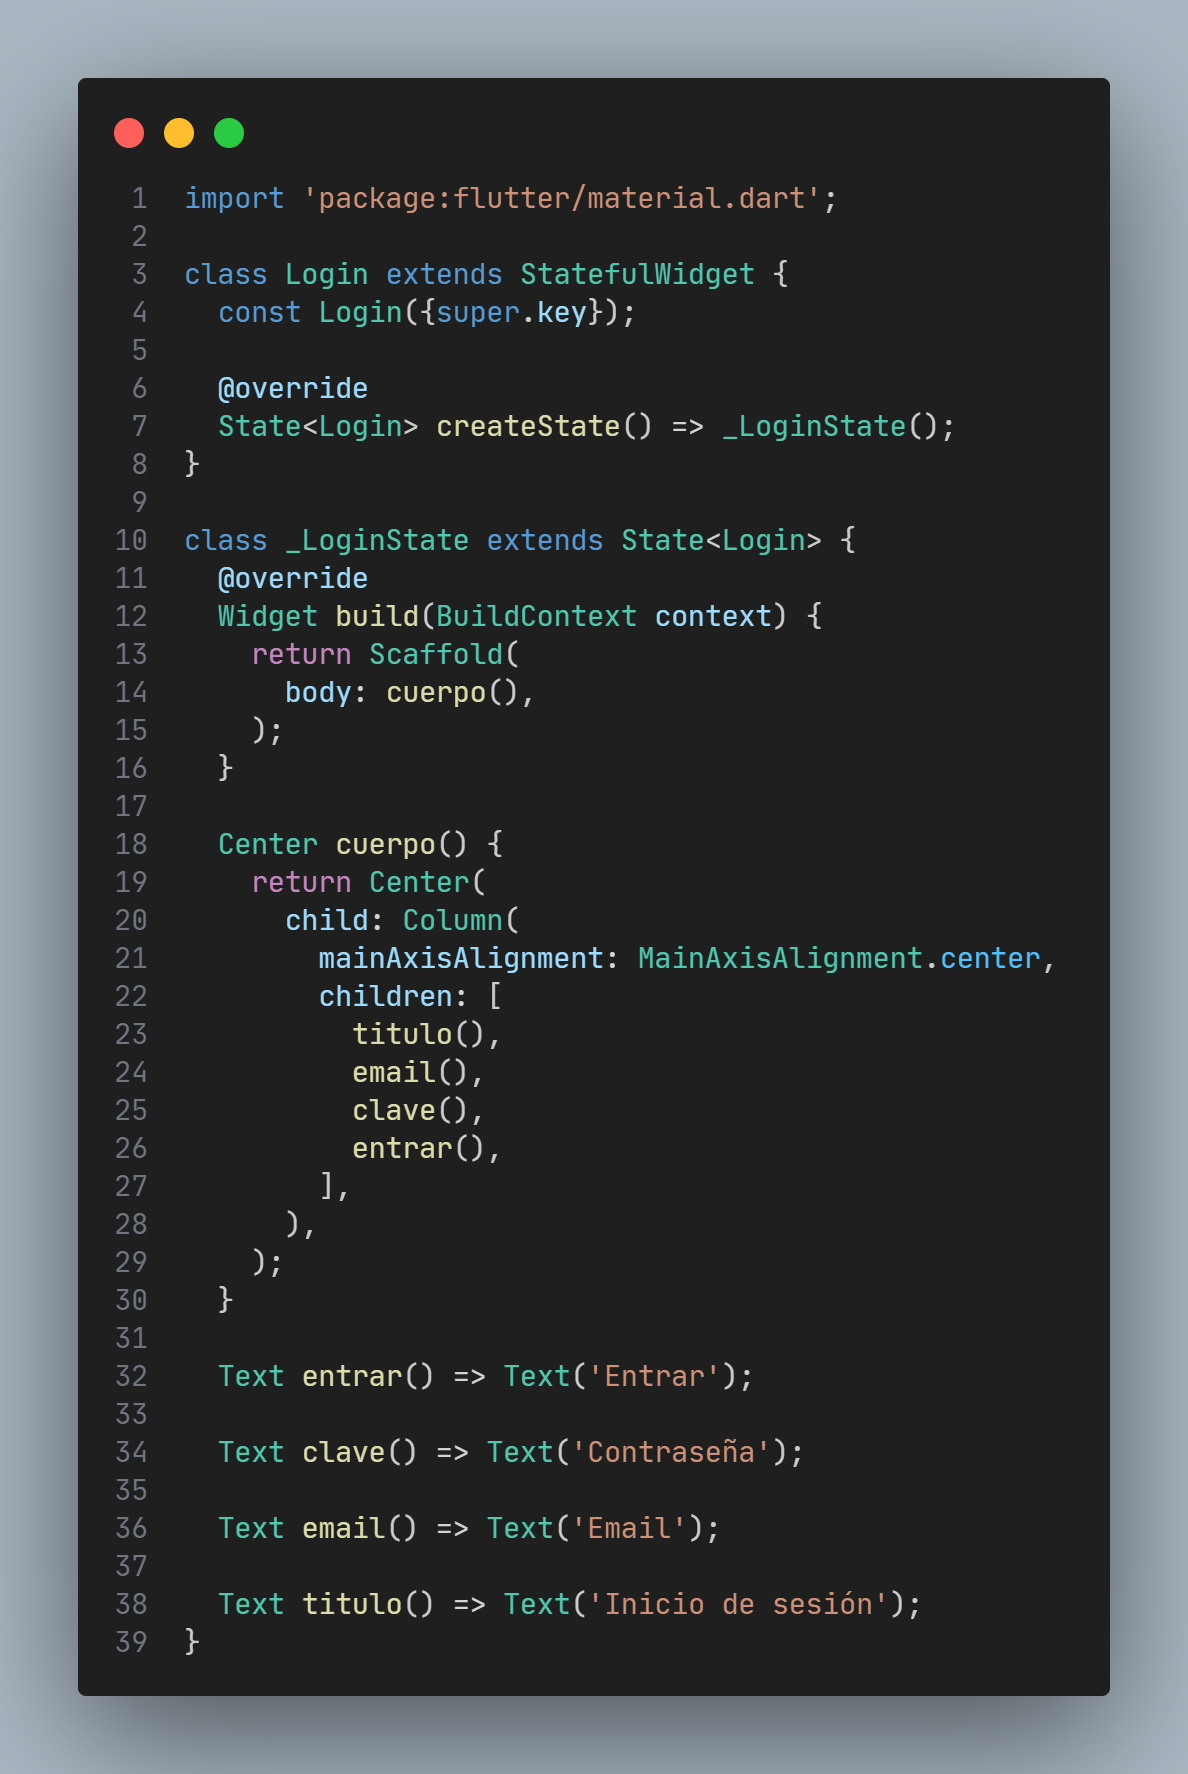 1 import 'package:flutter/material.dart';
2
3 class Login extends StatefulWidget {
4   const Login({super.key});
5
6   @override
7   State<Login> createState() => _LoginState();
8 }
9
10 class _LoginState extends State<Login> {
11   @override
12   Widget build(BuildContext context) {
13     return Scaffold(
14       body: cuerpo(),
15     );
16   }
17
18   Center cuerpo() {
19     return Center(
20       child: Column(
21         mainAxisAlignment: MainAxisAlignment.center,
22         children: [
23           titulo(),
24           email(),
25           clave(),
26           entrar(),
27         ],
28       ),
29     );
30   }
31
32   Text entrar() => Text('Entrar');
33
34   Text clave() => Text('Contraseña');
35
36   Text email() => Text('Email');
37
38   Text titulo() => Text('Inicio de sesión');
39 }